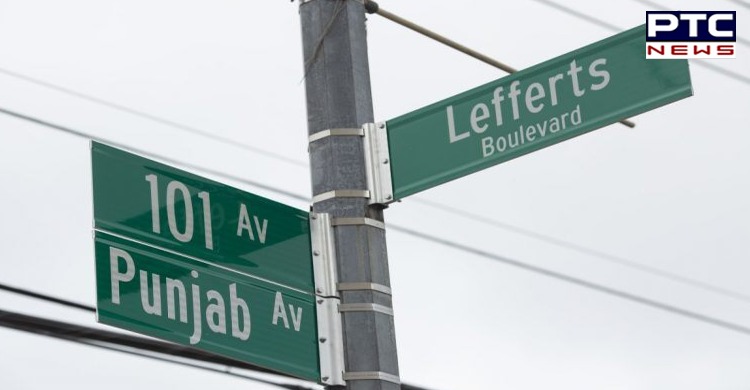 PTC
NEWS
Lefferts
Boulevard
101 Av
Punjab Av